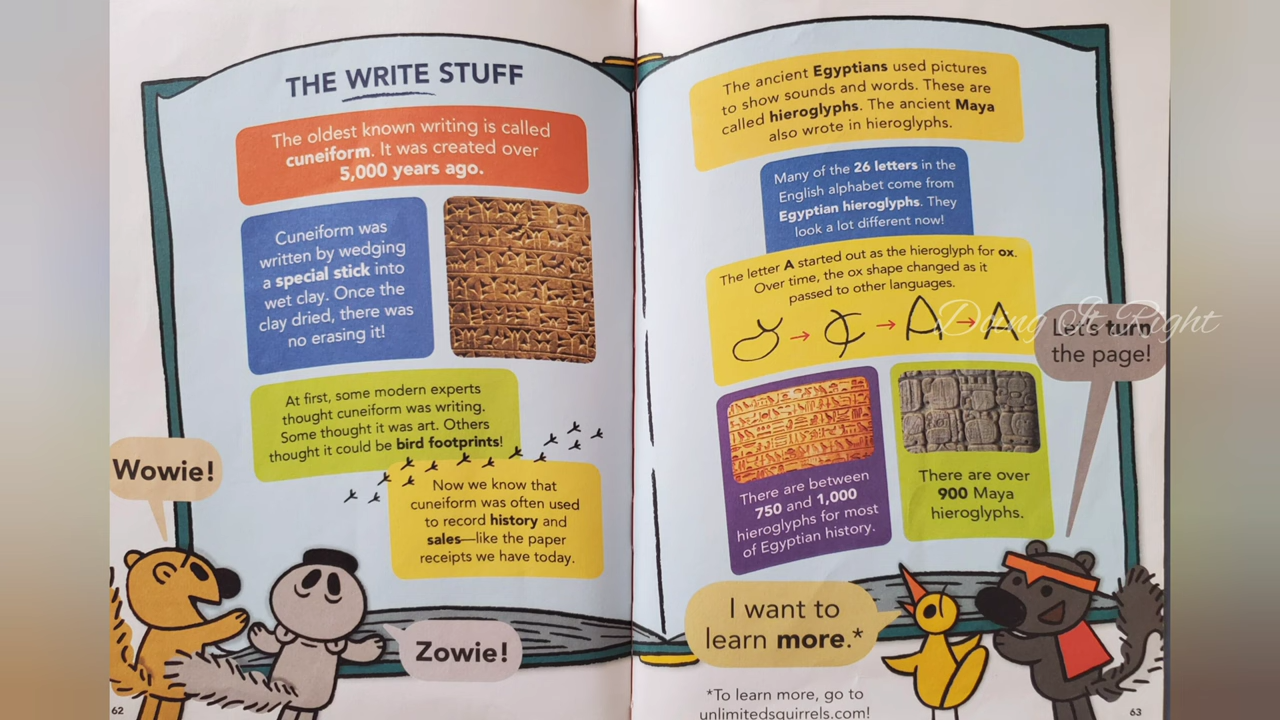 THE WRITE STUFF
The oldest known writing is called
cuneiform. It was created over
5,000 years ago.
Cuneiform was
written by wedging
a special stick into
wet clay. Once the
clay dried, there was
no erasing it!
At first, some modern experts
thought cuneiform was writing.
Some thought it was art. Others
thought it could be bird footprints!
Now we know that
cuneiform was often used
to record history and
sales—like the paper
receipts we have today.
Wowie!
Zowie!
62
The ancient Egyptians used pictures
to show sounds and words. These are
called hieroglyphs. The ancient Maya
also wrote in hieroglyphs.
Many of the 26 letters in the
English alphabet come from
Egyptian hieroglyphs. They
look a lot different now!
The letter A started out as the hieroglyph for ox.
Over time, the ox shape changed as it
passed to other languages.
Doing It Right
Let's turn
the page!
There are between
750 and 1,000
hieroglyphs for most
of Egyptian history.
There are over
900 Maya
hieroglyphs.
I want to
learn more.*
*To learn more, go to
unlimitedsquirrels.com!
63